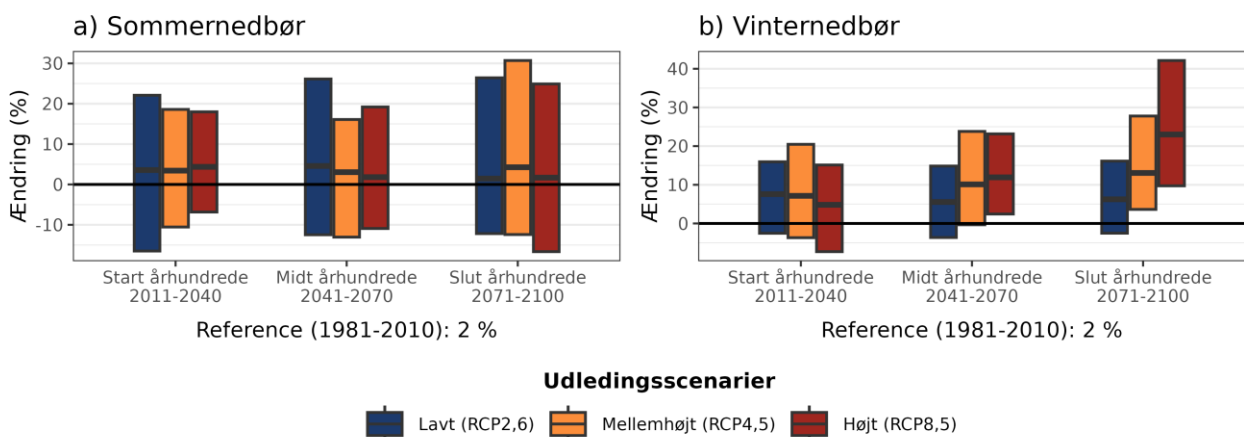 a) Sommernedbør
Ændring (%)
30
20
10
0
-10
Start århundrede
2011-2040
Midt århundrede
2041-2070
Slut århundrede
2071-2100
Reference (1981-2010): 2 %
b) Vinternedbør
Ændring (%)
40
30
20
10
0
Start århundrede
2011-2040
Midt århundrede
2041-2070
Slut århundrede
2071-2100
Reference (1981-2010): 2 %
Udledingsscenarier
Lavt (RCP2,6)
Mellemhøjt (RCP4,5)
Højt (RCP8,5)